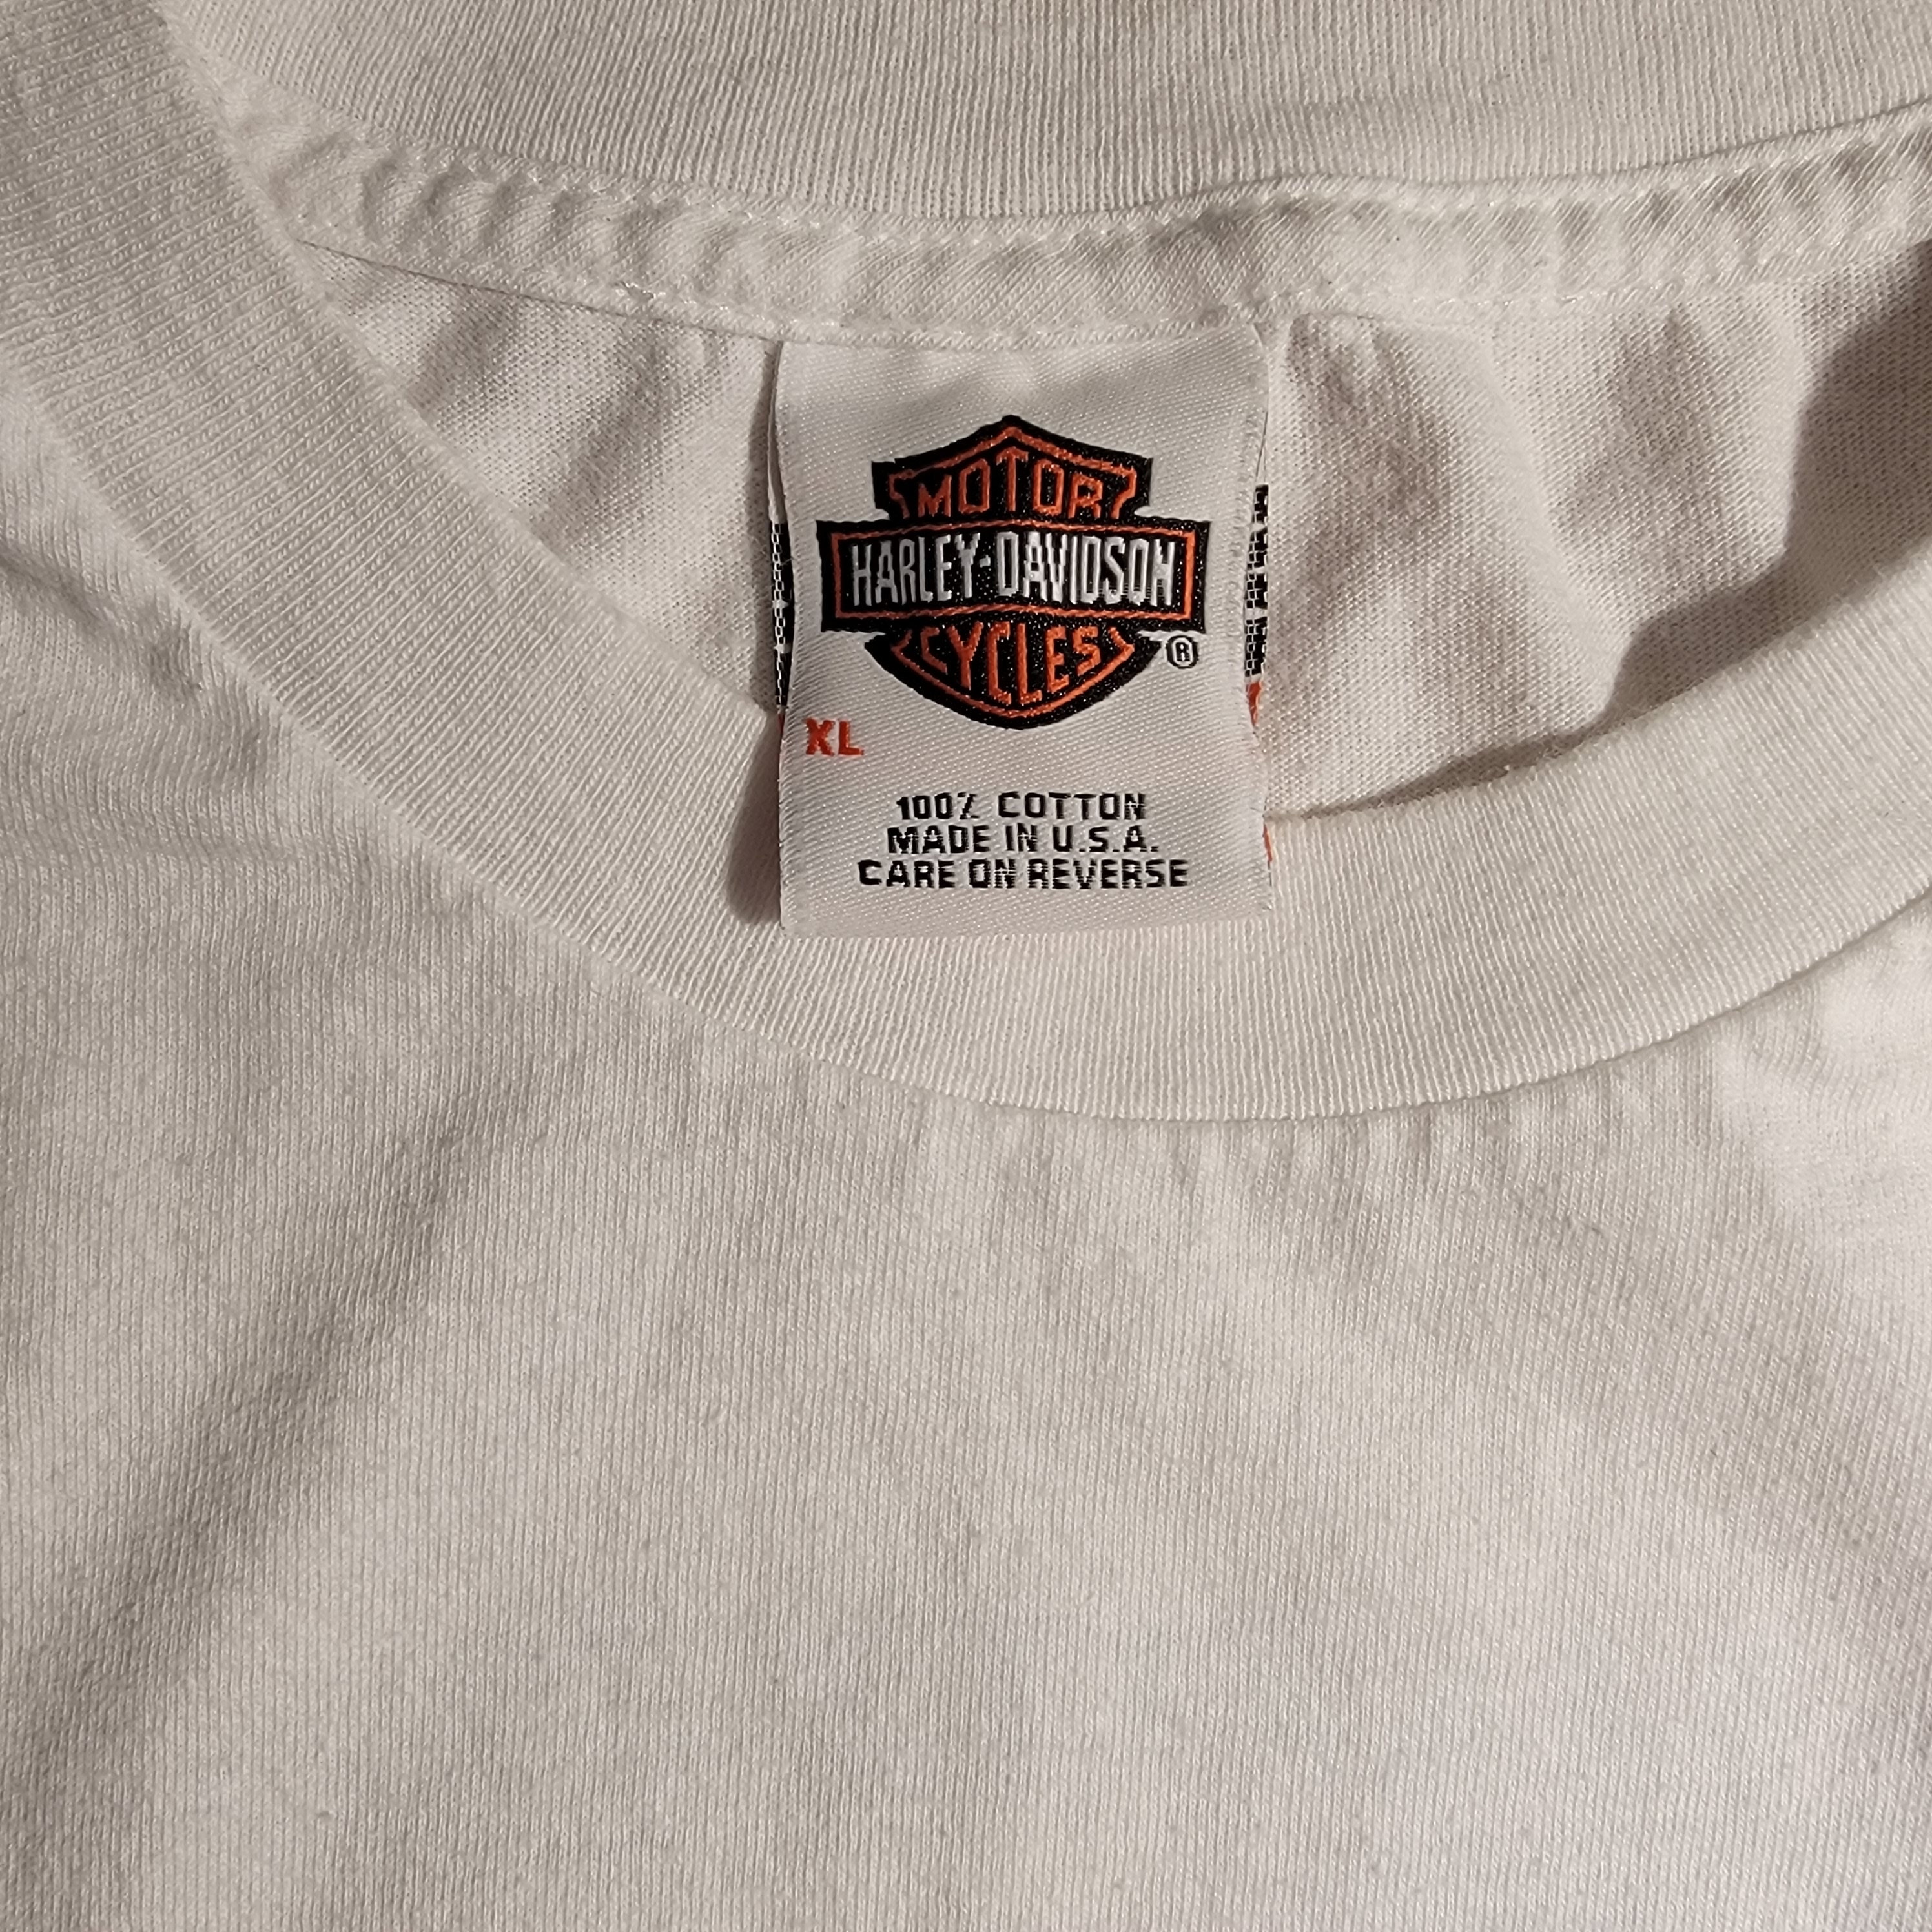 MOTOR
HARLEY-DAVIDSON
CYCLES
®
XL
100% COTTON
MADE IN U.S.A.
CARE ON REVERSE